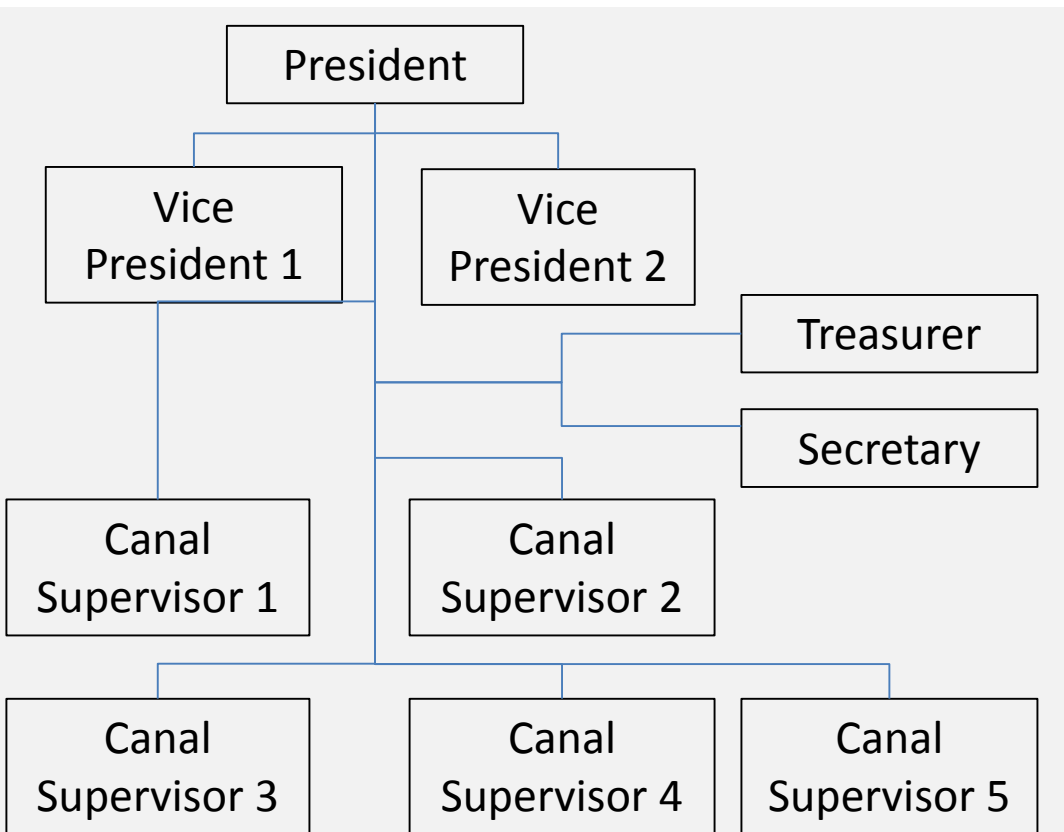 President
Vice
President 1
Vice
President 2
Treasurer
Secretary
Canal
Supervisor 1
Canal
Supervisor 2
Canal
Supervisor 3
Canal
Supervisor 4
Canal
Supervisor 5